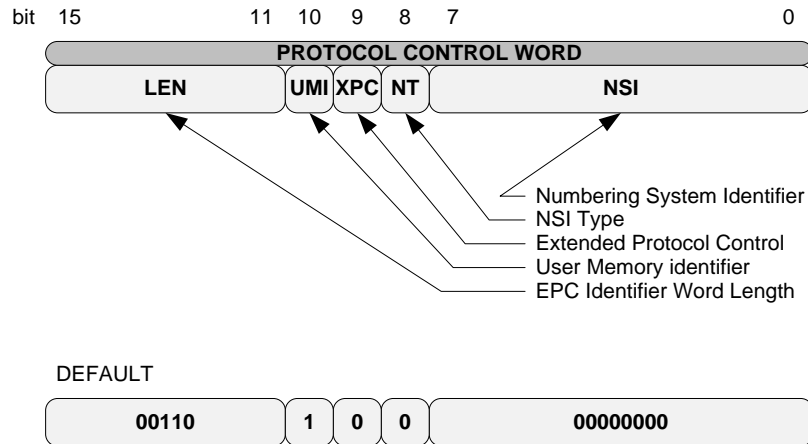 bit 15 11 10 9 8 7 0
PROTOCOL CONTROL WORD
LEN UMI XPC NT NSI
Numbering System Identifier
NSI Type
Extended Protocol Control
User Memory identifier
EPC Identifier Word Length
DEFAULT
00110 1 0 0 00000000